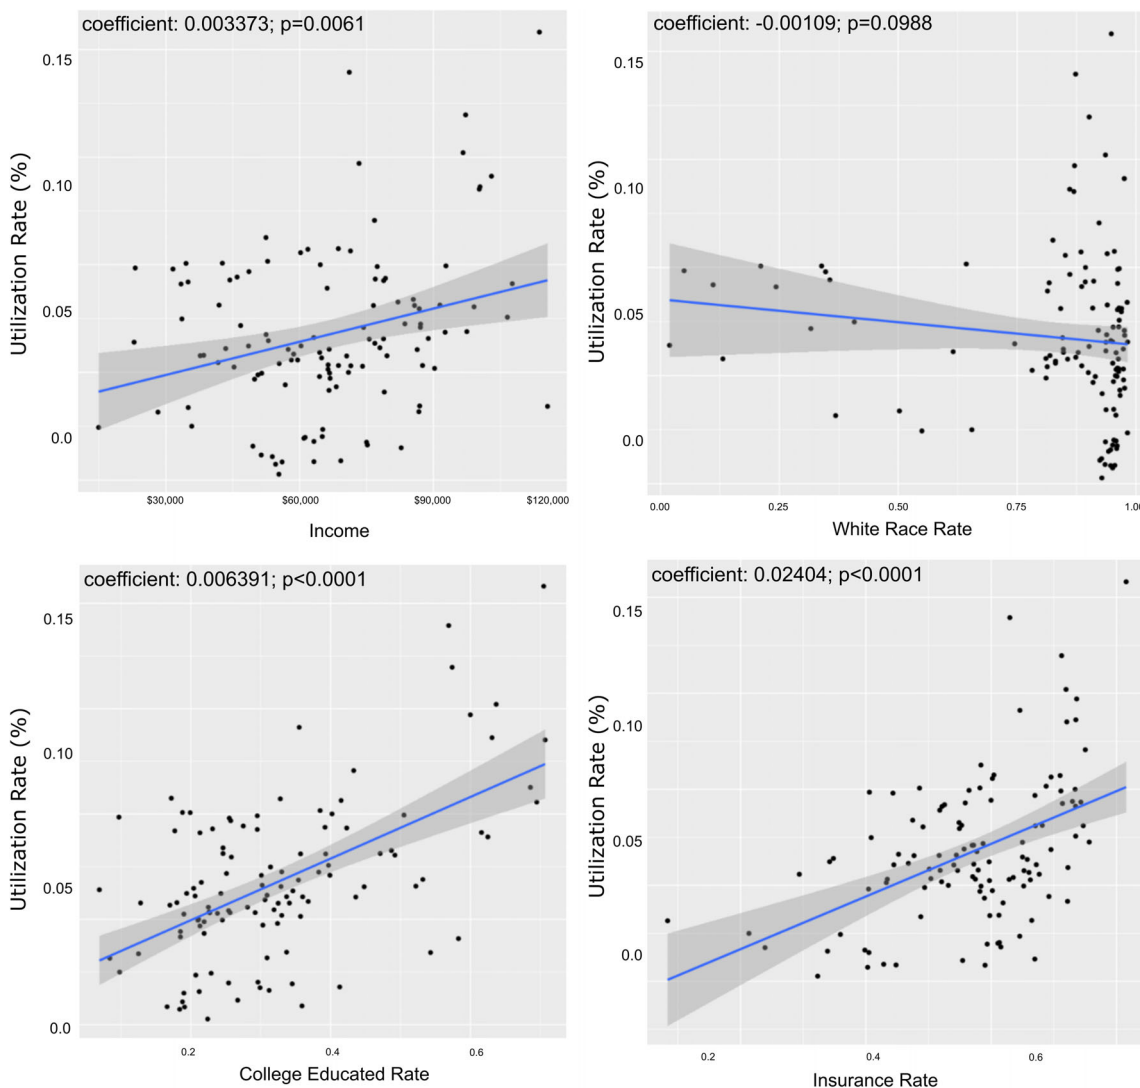 coefficient: 0.003373; p=0.0061
0.15
0.10
0.05
0.0
Utilization Rate (%)
$30,000
$60,000
$90,000
$120,000
Income
coefficient: -0.00109; p=0.0988
0.15
0.10
0.05
0.0
Utilization Rate (%)
0.00
0.25
0.50
0.75
1.0
White Race Rate
coefficient: 0.006391; p<0.0001
0.15
0.10
0.05
0.0
Utilization Rate (%)
0.2
0.4
0.6
College Educated Rate
coefficient: 0.02404; p<0.0001
0.15
0.10
0.05
0.0
Utilization Rate (%)
0.2
0.4
0.6
Insurance Rate